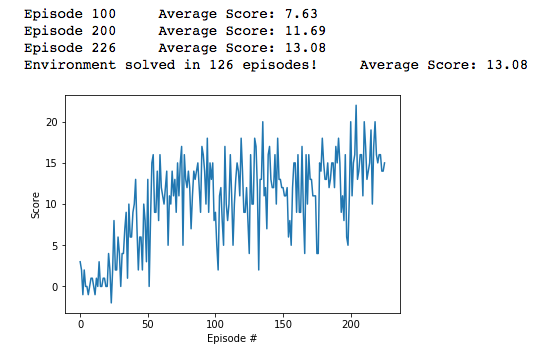 Episode 100 Average Score: 7.63
Episode 200 Average Score: 11.69
Episode 226 Average Score: 13.08
Environment solved in 126 episodes! Average Score: 13.08
20
15
10
5
0
Score
0 50 100 150 200
Episode #